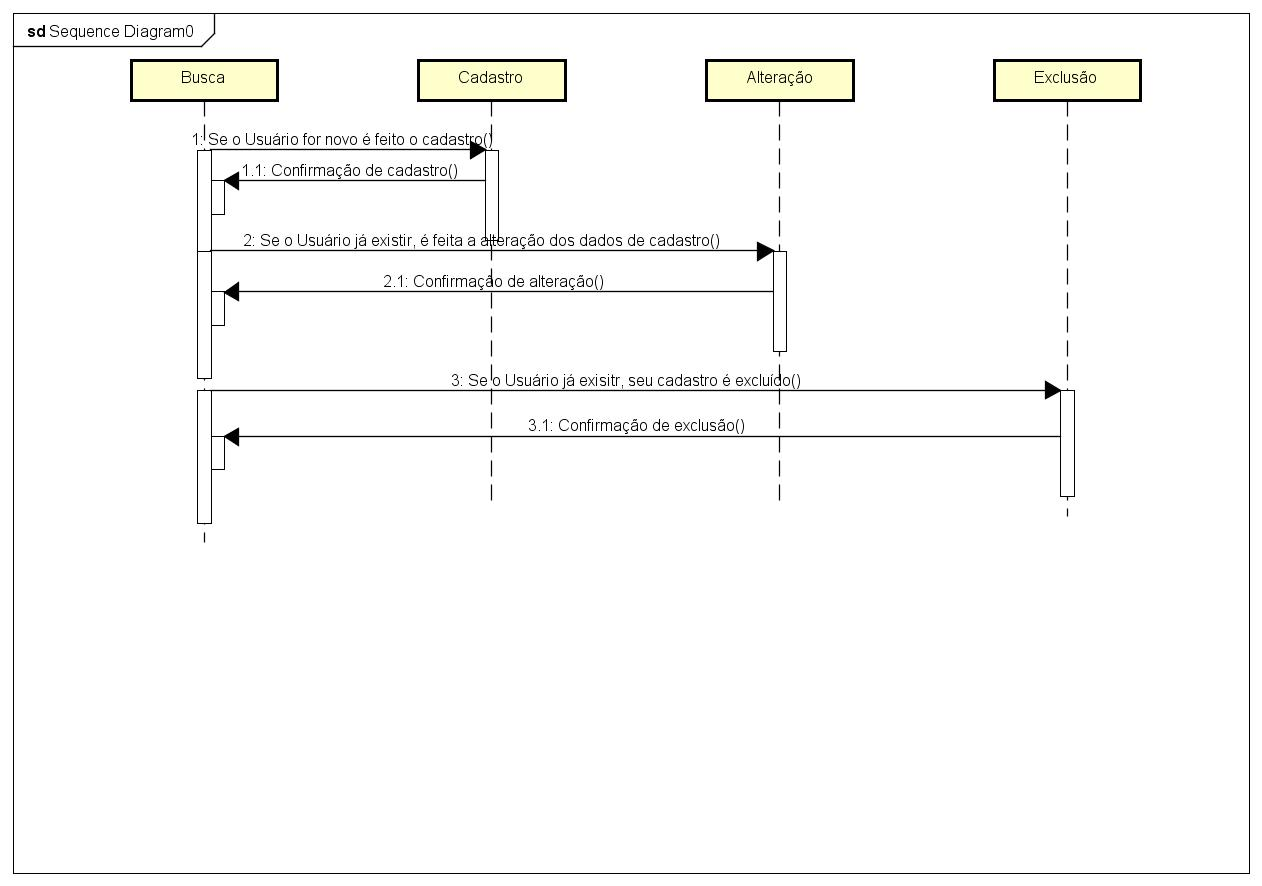 sd Sequence Diagram0
Busca
Cadastro
Alteração
Exclusão
1: Se o Usuário for novo é feito o cadastro()
1.1: Confirmação de cadastro()
2: Se o Usuário já existir, é feita a alteração dos dados de cadastro()
2.1: Confirmação de alteração()
3: Se o Usuário já exisitr, seu cadastro é excluído()
3.1: Confirmação de exclusão()